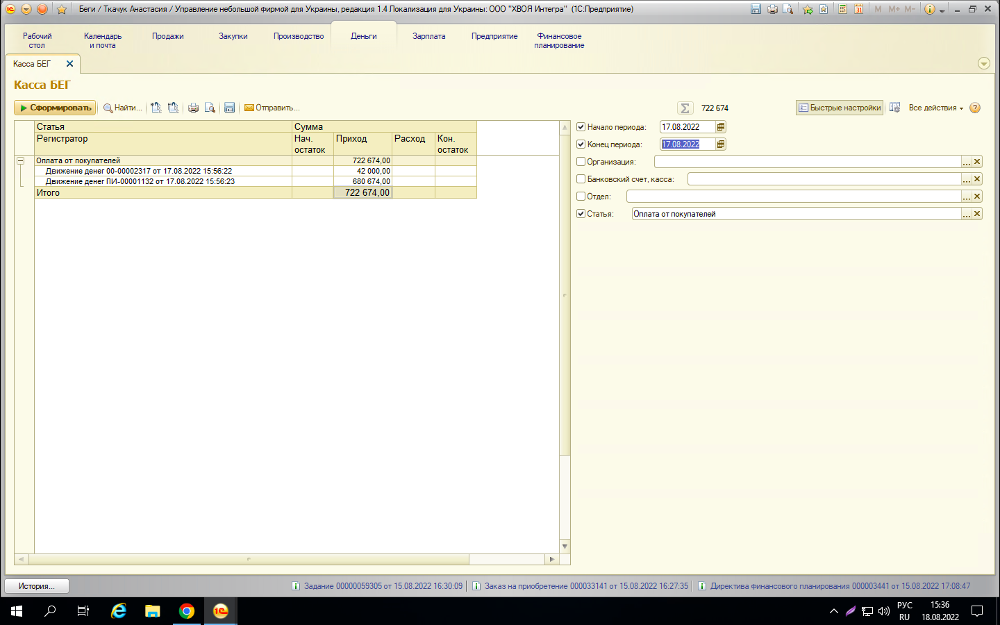 Беги / Ткачук Анастасия / Управление небольшой фирмой для Украины, редакция 1.4 Локализация для Украины: ООО "ХВОЯ Интегра" (1С:Предприятие)
M M+ M-
Рабочий стол
Календарь и почта
Продажи
Закупки
Производство
Деньги
Зарплата
Предприятие
Финансовое планирование
Касса БЕГ
Касса БЕГ
Сформировать Найти... Отправить... Σ 722 674 Быстрые настройки Все действия ?
Статья Сумма
Регистратор Нач. остаток Приход Расход Кон. остаток
Оплата от покупателей 722 674,00
Движение денег 00-00002317 от 17.08.2022 15:56:22 42 000,00
Движение денег ПИ-00001132 от 17.08.2022 15:56:23 680 674,00
Итого 722 674,00
Начало периода: 17.08.2022
Конец периода: 17.08.2022
Организация: ...
Банковский счет, касса: ...
Отдел: ...
Статья: Оплата от покупателей ...
История... Задание 00000059305 от 15.08.2022 16:30:09 Заказ на приобретение 000033141 от 15.08.2022 16:27:35 Директива финансового планирования 000003441 от 15.08.2022 17:08:47
РУС 15:36
RU 18.08.2022